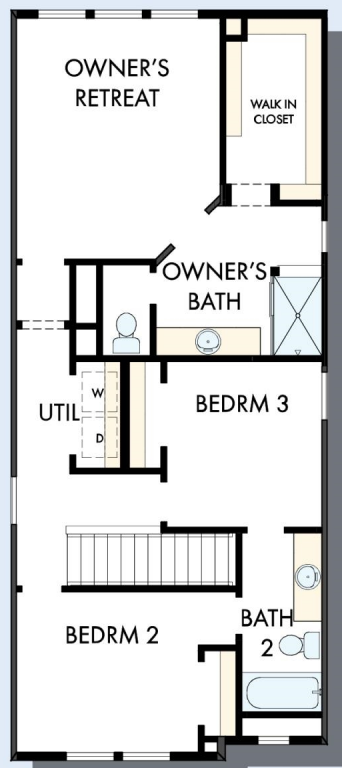 OWNER'S
RETREAT
WALK IN
CLOSET
OWNER'S
BATH
W
UTIL
D
BEDRM 3
BEDRM 2
BATH
2